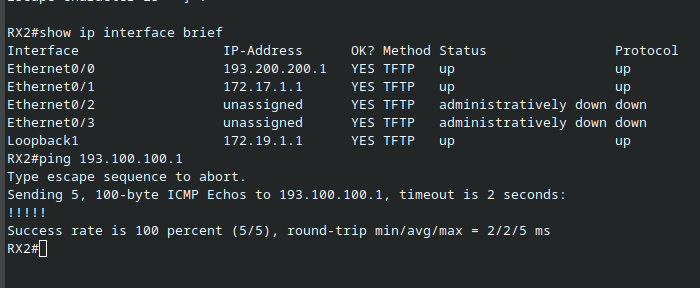 RX2#show ip interface brief
Interface IP-Address OK? Method Status Protocol
Ethernet0/0 193.200.200.1 YES TFTP up up
Ethernet0/1 172.17.1.1 YES TFTP up up
Ethernet0/2 unassigned YES TFTP administratively down down
Ethernet0/3 unassigned YES TFTP administratively down down
Loopback1 172.19.1.1 YES TFTP up up
RX2#ping 193.100.100.1
Type escape sequence to abort.
Sending 5, 100-byte ICMP Echos to 193.100.100.1, timeout is 2 seconds:
!!!!!
Success rate is 100 percent (5/5), round-trip min/avg/max = 2/2/5 ms
RX2#